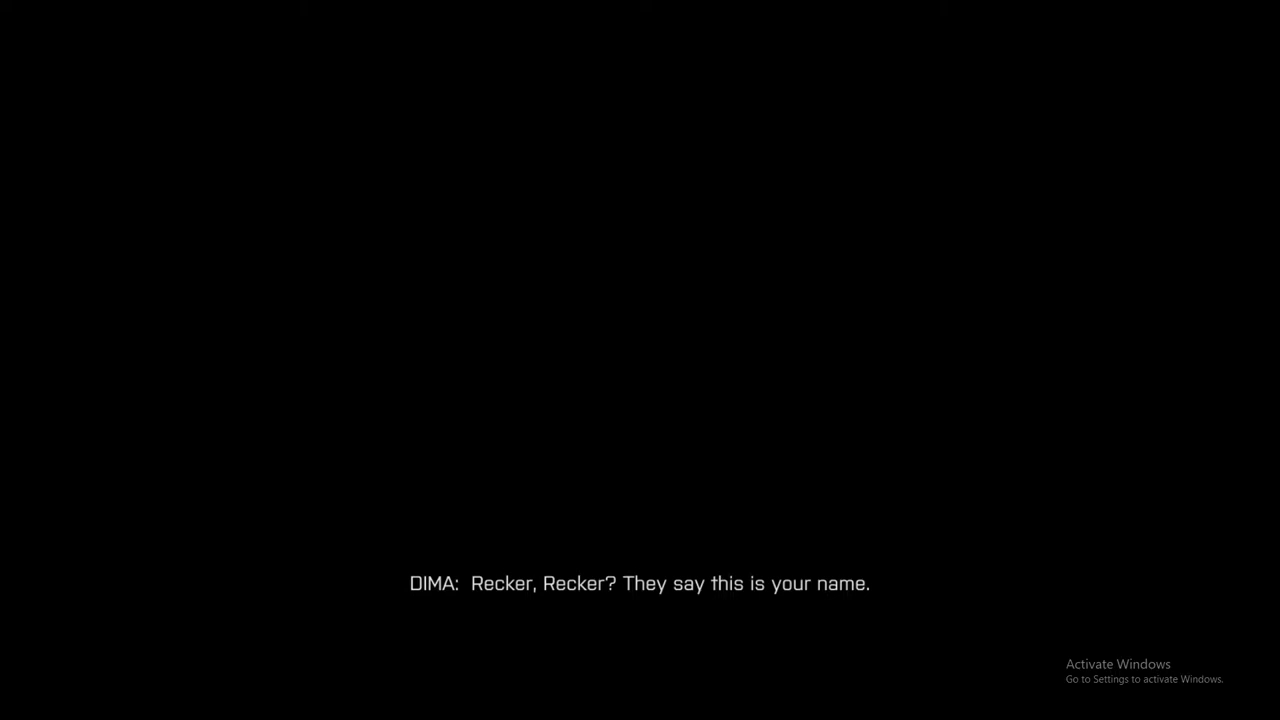 DIMA: Recker, Recker? They say this is your name.
Activate Windows
Go to Settings to activate Windows.